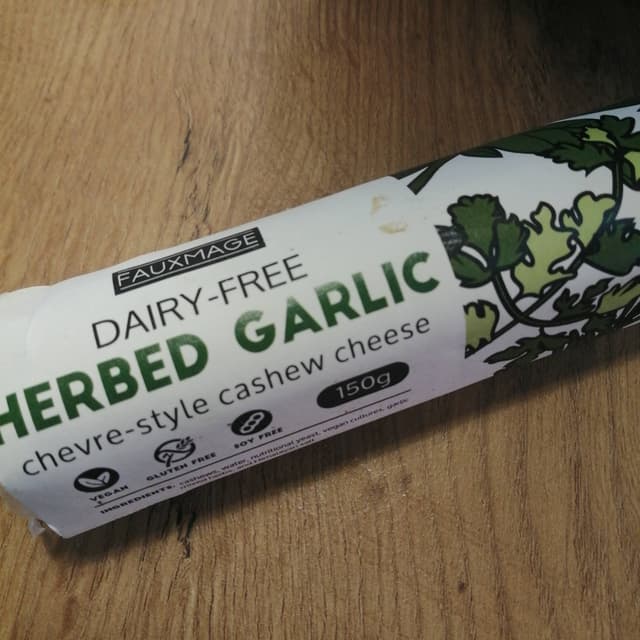 FAUXMAGE
DAIRY-FREE
HERBED GARLIC
chevre-style cashew cheese
150g
VEGAN
GLUTEN FREE
SOY FREE
INGREDIENTS: cashews, water, nutritional yeast, vegan cultures, garlic